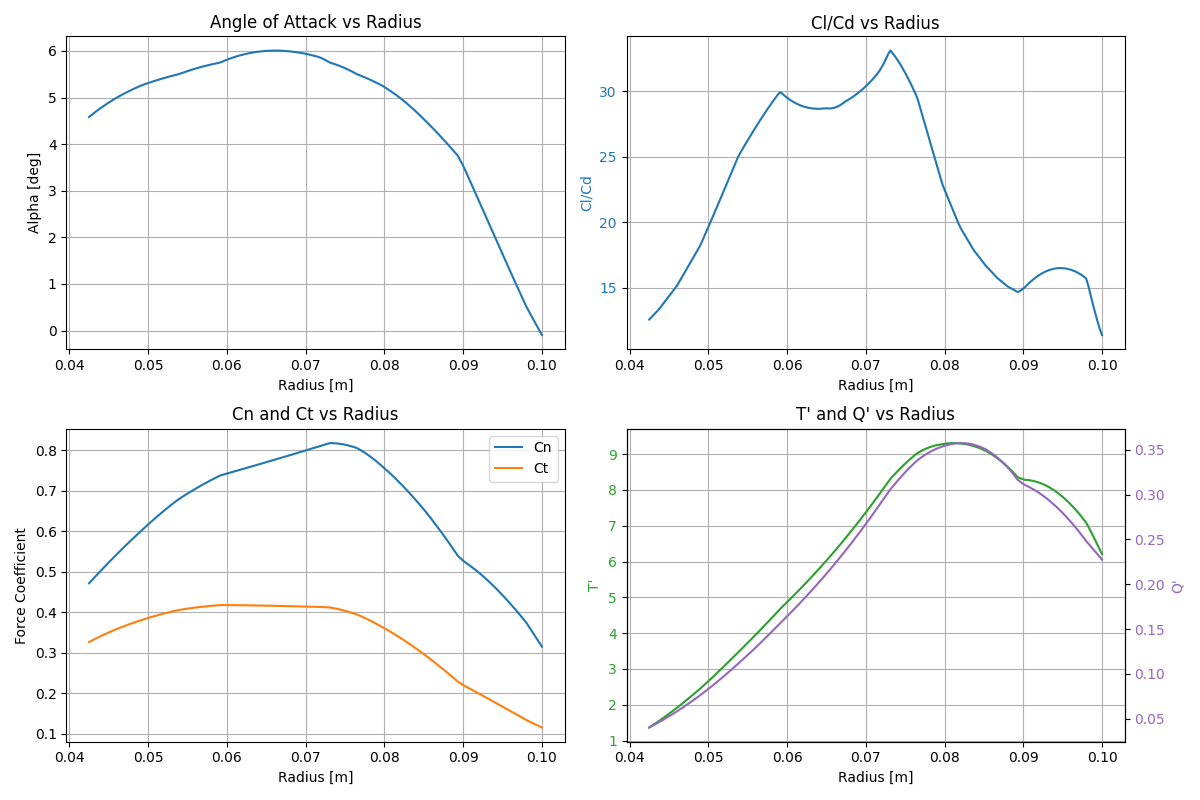 Angle of Attack vs Radius
Alpha [deg]
6
5
4
3
2
1
0
0.04 0.05 0.06 0.07 0.08 0.09 0.10
Radius [m]
Cl/Cd vs Radius
Cl/Cd
30
25
20
15
0.04 0.05 0.06 0.07 0.08 0.09 0.10
Radius [m]
Cn and Ct vs Radius
Force Coefficient
0.8
0.7
0.6
0.5
0.4
0.3
0.2
0.1
Cn
Ct
0.04 0.05 0.06 0.07 0.08 0.09 0.10
Radius [m]
T' and Q' vs Radius
T'
9
8
7
6
5
4
3
2
1
0.35
0.30
0.25
0.20
0.15
0.10
0.05
Q'
0.04 0.05 0.06 0.07 0.08 0.09 0.10
Radius [m]